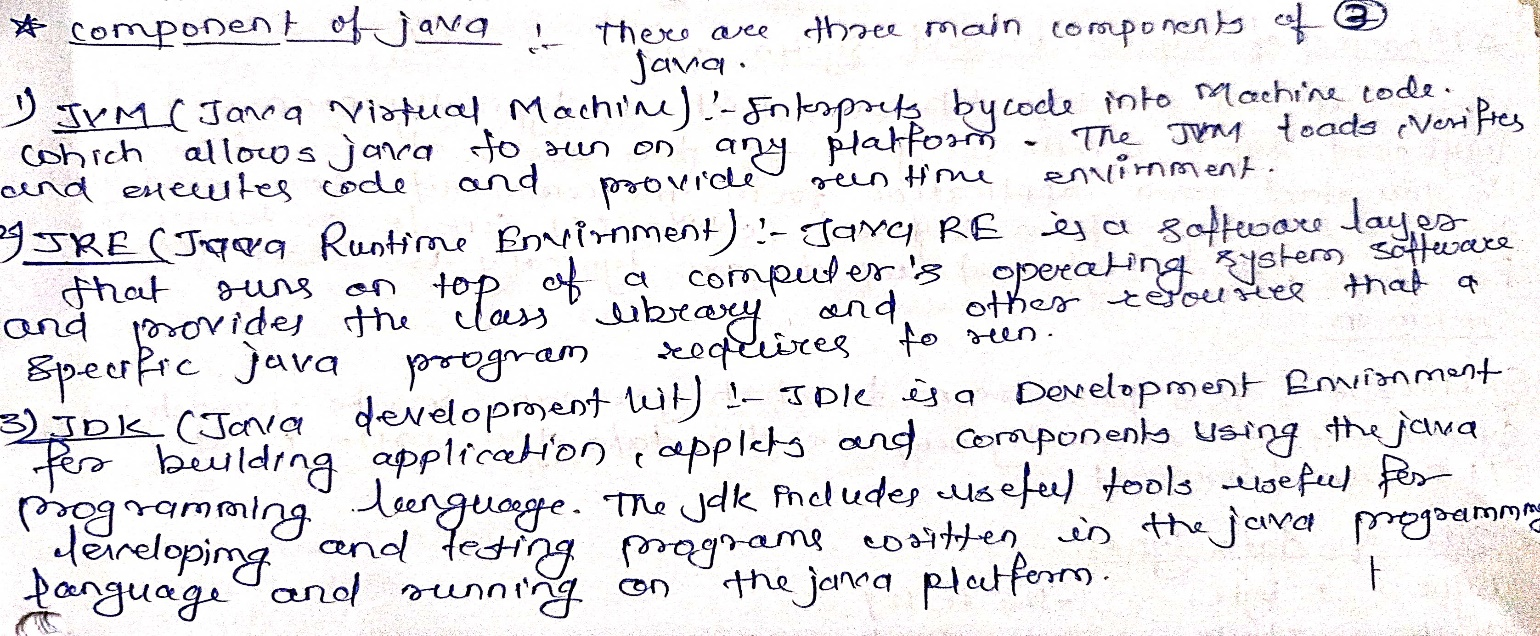 * component of java :- There are three main components of ②
java.
1) JVM (Java Virtual Machine) :- Interprets bycode into Machine code.
which allows java to run on any platform. The JVM loads, Verifies
and executes code and provide run time envirnment.
2) JRE (Java Runtime Envirnment) :- Java RE is a software layer
that runs on top of a computer's operating system software
and provides the class library and other resources that a
specific java program requires to run.
3) JDK (Java development kit) :- JDK is a Development Envirnment
for building application, applets and components using the java
programming language. The jdk includes useful tools useful for
developing and testing programs written in the java programming
language and running on the java platform.